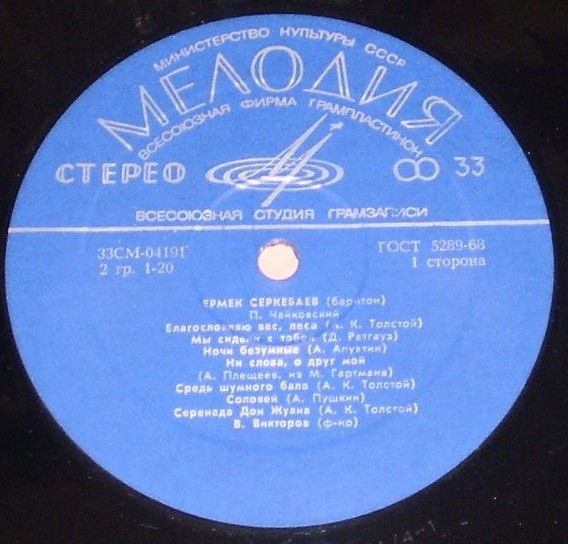 МИНИСТЕРСТВО КУЛЬТУРЫ СССР
МЕЛОДИЯ
ВСЕСОЮЗНАЯ ФИРМА ГРАМПЛАСТИНОК
СТЕРЕО
33
ВСЕСОЮЗНАЯ СТУДИЯ ГРАМЗАПИСИ
33СМ-04191 ГОСТ 5289-68
2 гр. 1-20 1 сторона
ЕРМЕК СЕРКЕБАЕВ (баритон)
П. Чайковский
Благословляю вас, леса (А. К. Толстой)
Мы сидели с тобой (Д. Ратгауз)
Ночи безумные (А. Апухтин)
Ни слова, о друг мой
(А. Плещеев, из М. Гартмана)
Средь шумного бала (А. К. Толстой)
Соловей (А. Пушкин)
Серенада Дон Жуана (А. К. Толстой)
В. Викторов (ф-но)